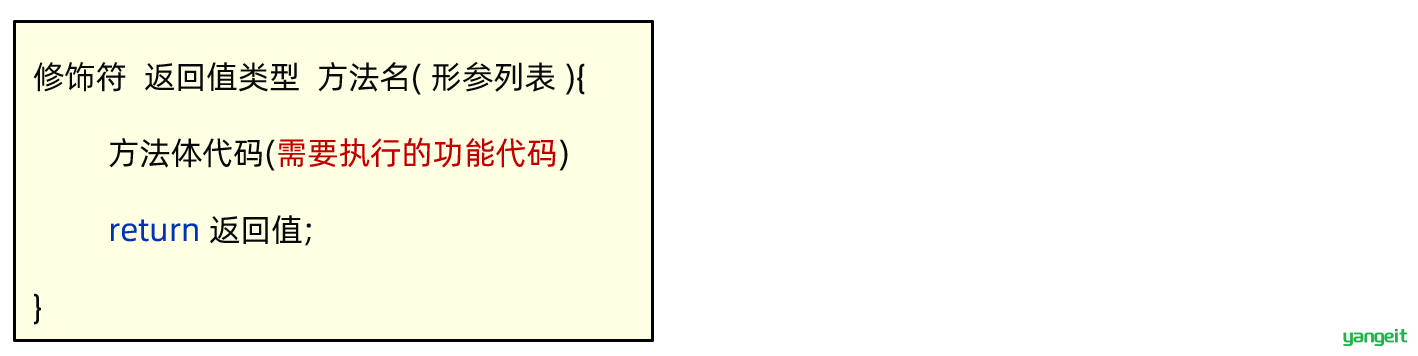 修饰符 返回值类型 方法名( 形参列表 ){
方法体代码(需要执行的功能代码)
return 返回值;
}
yangeit